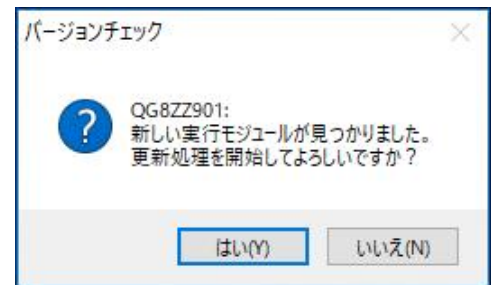 バージョンチェック
QG8ZZ901:
新しい実行モジュールが見つかりました。
更新処理を開始してよろしいですか？
はい(Y)
いいえ(N)